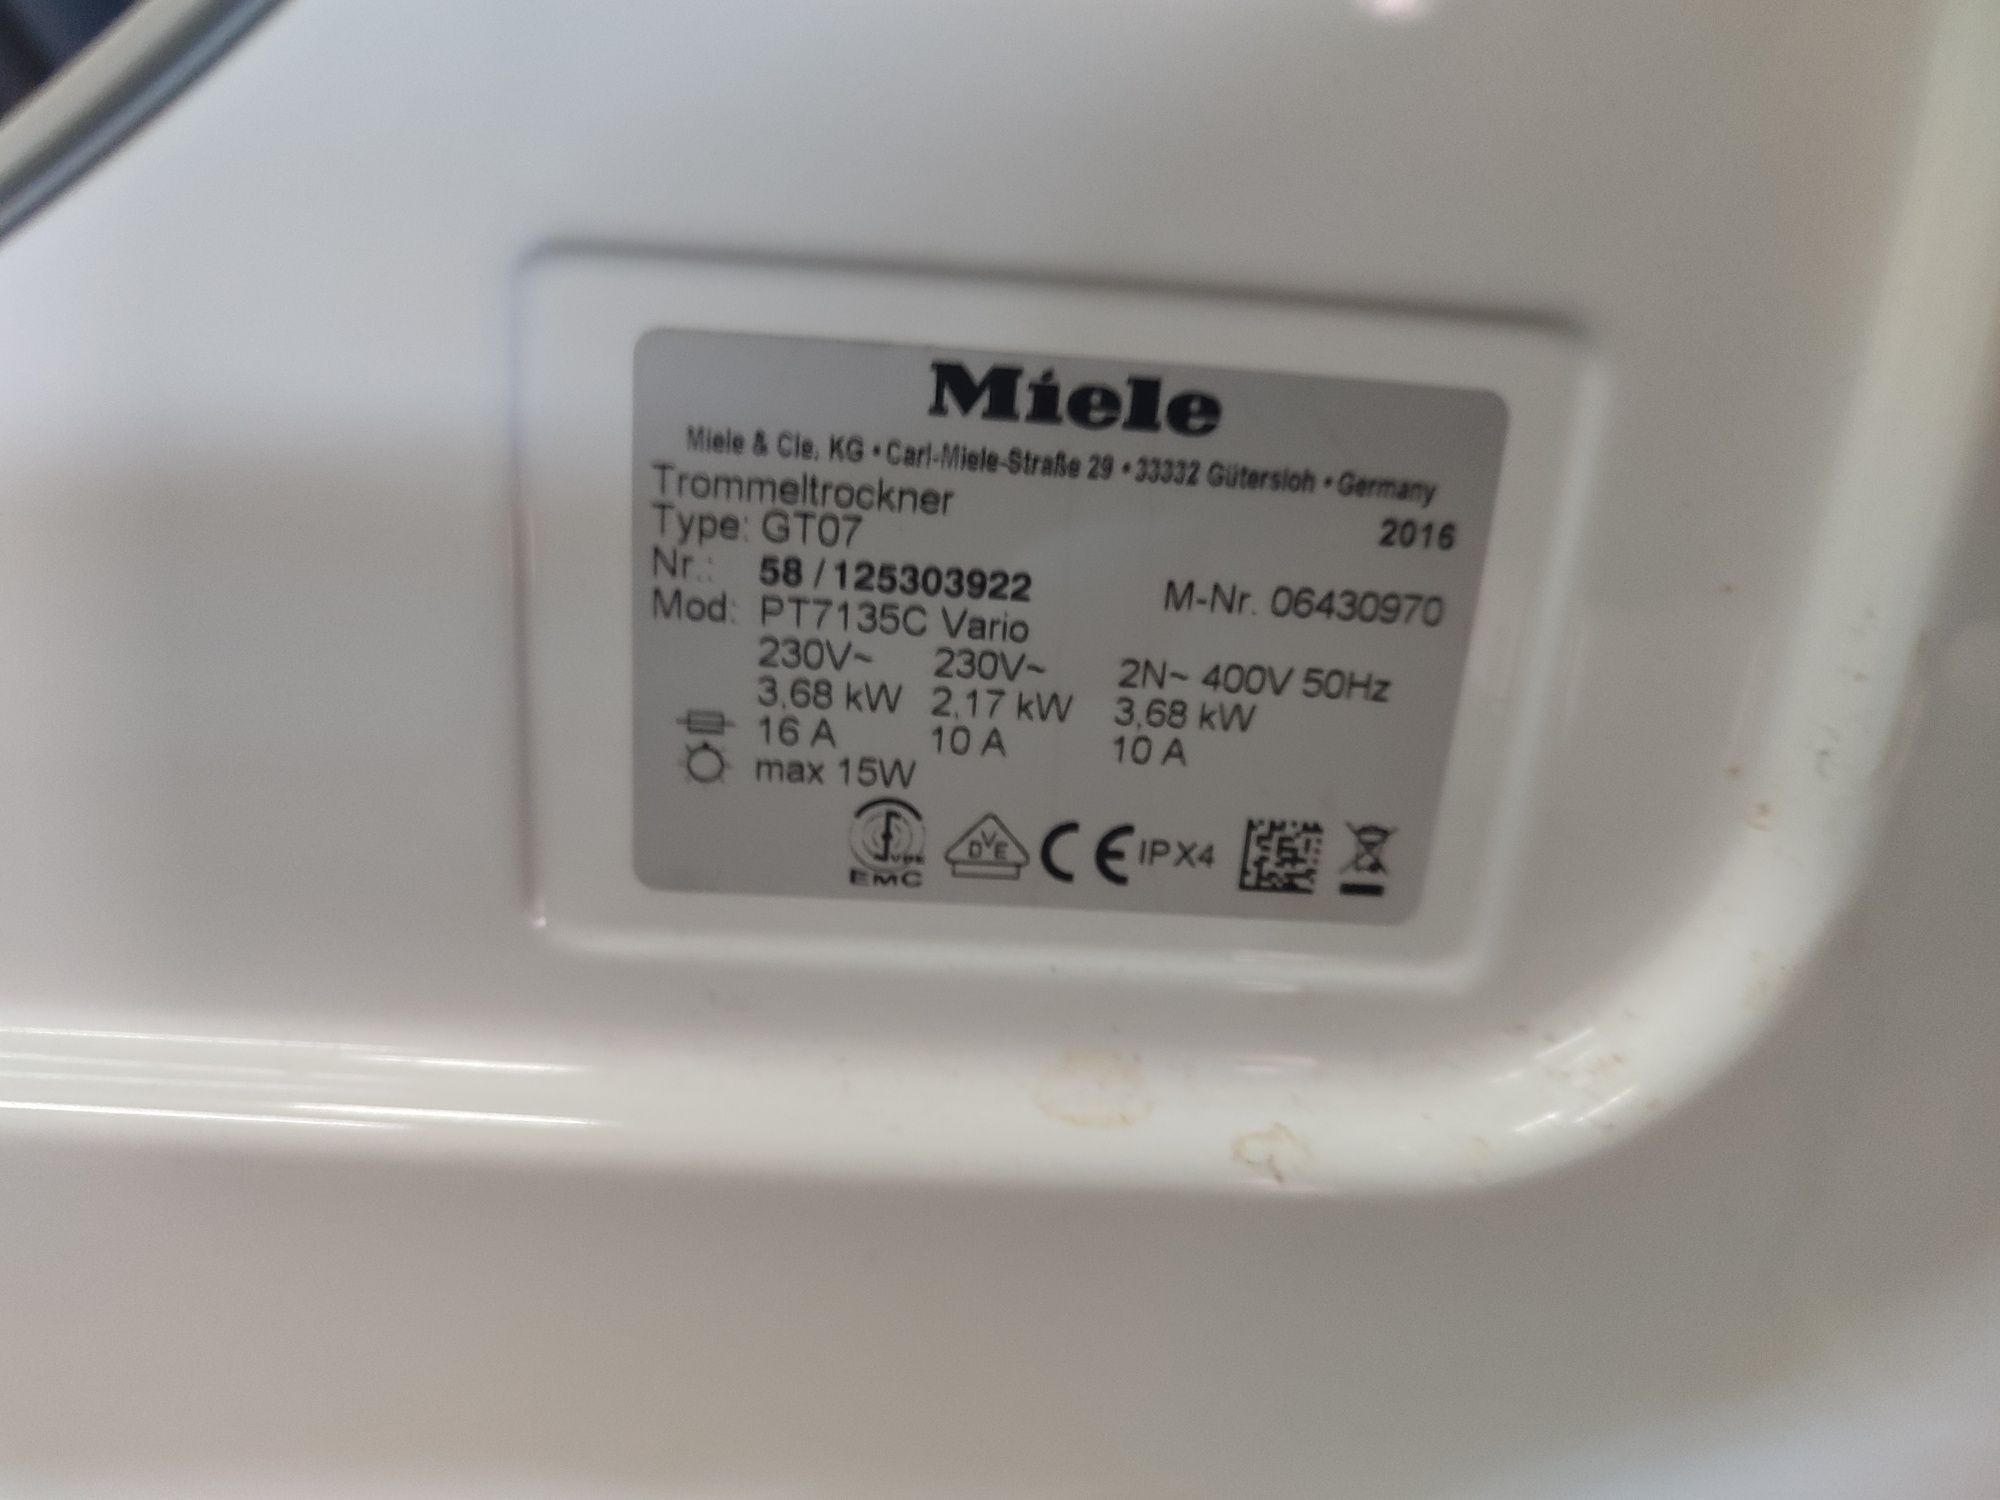 Miele
Miele & Cie. KG • Carl-Miele-Straße 29 • 33332 Gütersloh • Germany
Trommeltrockner
Type: GT07 2016
Nr.: 58 / 125303922 M-Nr. 06430970
Mod: PT7135C Vario
230V~ 230V~ 2N~ 400V 50Hz
3,68 kW 2,17 kW 3,68 kW
16 A 10 A 10 A
max 15W
EMC DVE CE IPX4